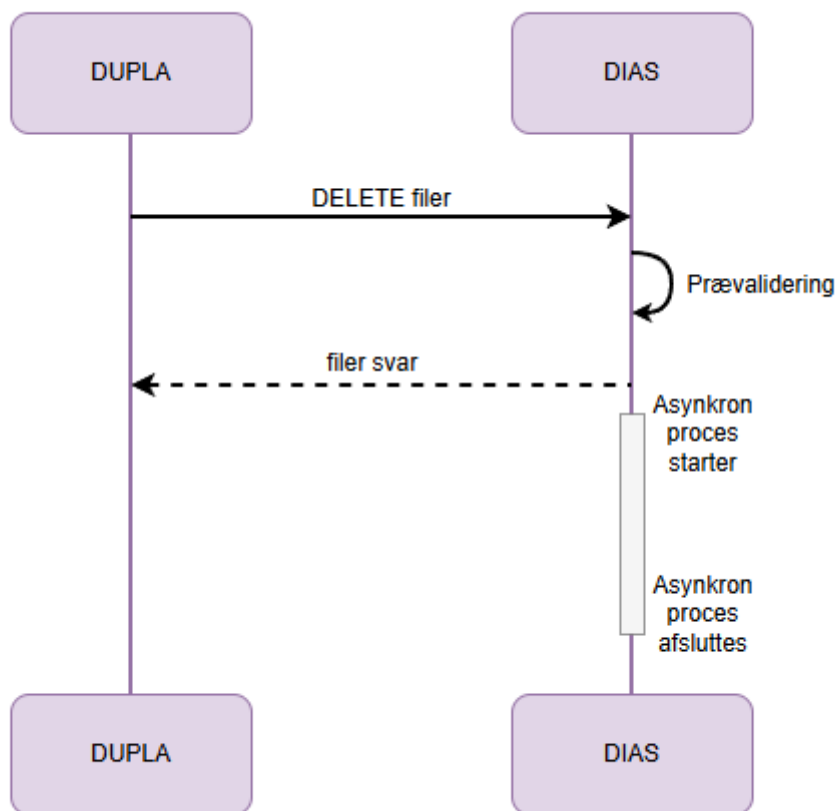 DUPLA
DIAS
DELETE filer
Prævalidering
filer svar
Asynkron
proces
starter
Asynkron
proces
afsluttes
DUPLA
DIAS